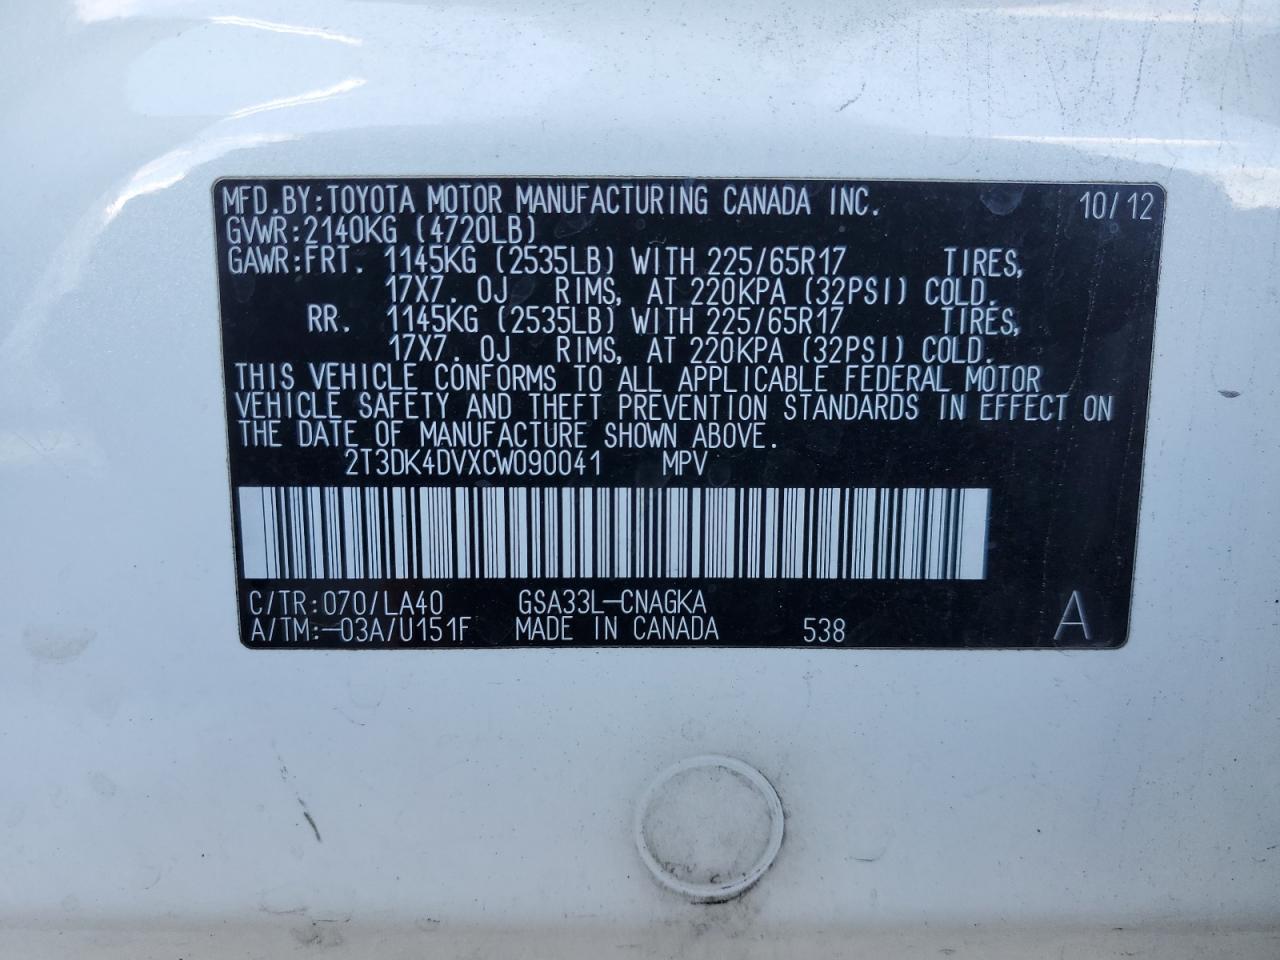 MFD.BY:TOYOTA MOTOR MANUFACTURING CANADA INC. 10/12
GVWR:2140KG (4720LB)
GAWR:FRT. 1145KG (2535LB) WITH 225/65R17 TIRES,
17X7. 0J RIMS, AT 220KPA (32PSI) COLD.
RR. 1145KG (2535LB) WITH 225/65R17 TIRES,
17X7. 0J RIMS, AT 220KPA (32PSI) COLD.
THIS VEHICLE CONFORMS TO ALL APPLICABLE FEDERAL MOTOR
VEHICLE SAFETY AND THEFT PREVENTION STANDARDS IN EFFECT ON
THE DATE OF MANUFACTURE SHOWN ABOVE.
2T3DK4DVXCW090041 MPV
C/TR:070/LA40 GSA33L-CNAGKA
A/TM:-03A/U151F MADE IN CANADA 538 A